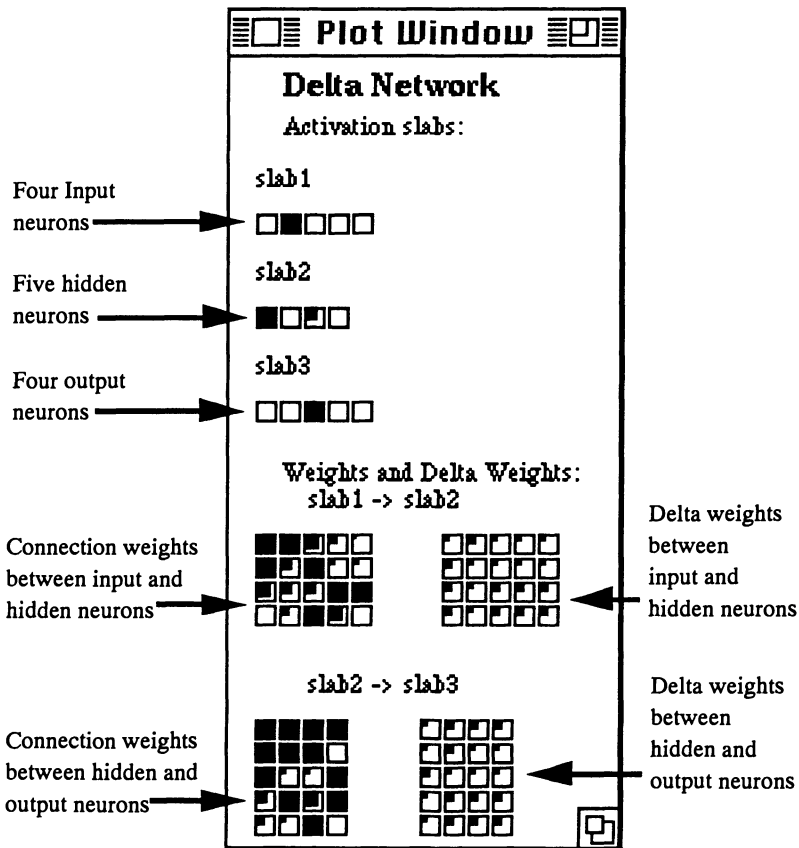 Plot Window
Delta Network
Activation slabs:
slab1
Four Input
neurons
slab2
Five hidden
neurons
slab3
Four output
neurons
Weights and Delta Weights:
slab1 -> slab2
Connection weights
between input and
hidden neurons
Delta weights
between
input and
hidden neurons
slab2 -> slab3
Connection weights
between hidden and
output neurons
Delta weights
between
hidden and
output neurons